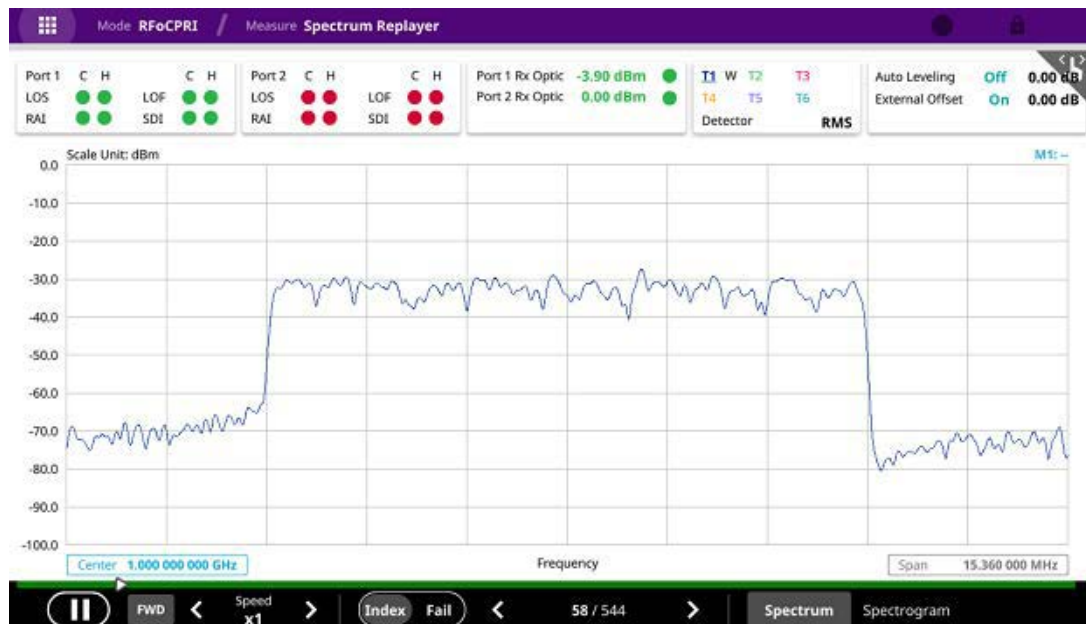 Mode RFoCPRI / Measure Spectrum Replayer
Port 1 C H C H Port 2 C H C H Port 1 Rx Optic -3.90 dBm T1 W T2 T3 Auto Leveling Off 0.00 dB
LOS LOF LOS LOF Port 2 Rx Optic 0.00 dBm T4 T5 T6 External Offset On 0.00 dB
RAI SDI RAI SDI Detector RMS
Scale Unit: dBm M1: --
0.0
-10.0
-20.0
-30.0
-40.0
-50.0
-60.0
-70.0
-80.0
-90.0
-100.0
Center 1.000 000 000 GHz Frequency Span 15.360 000 MHz
FWD Speed Index Fail 58 / 544 Spectrum Spectrogram
x1